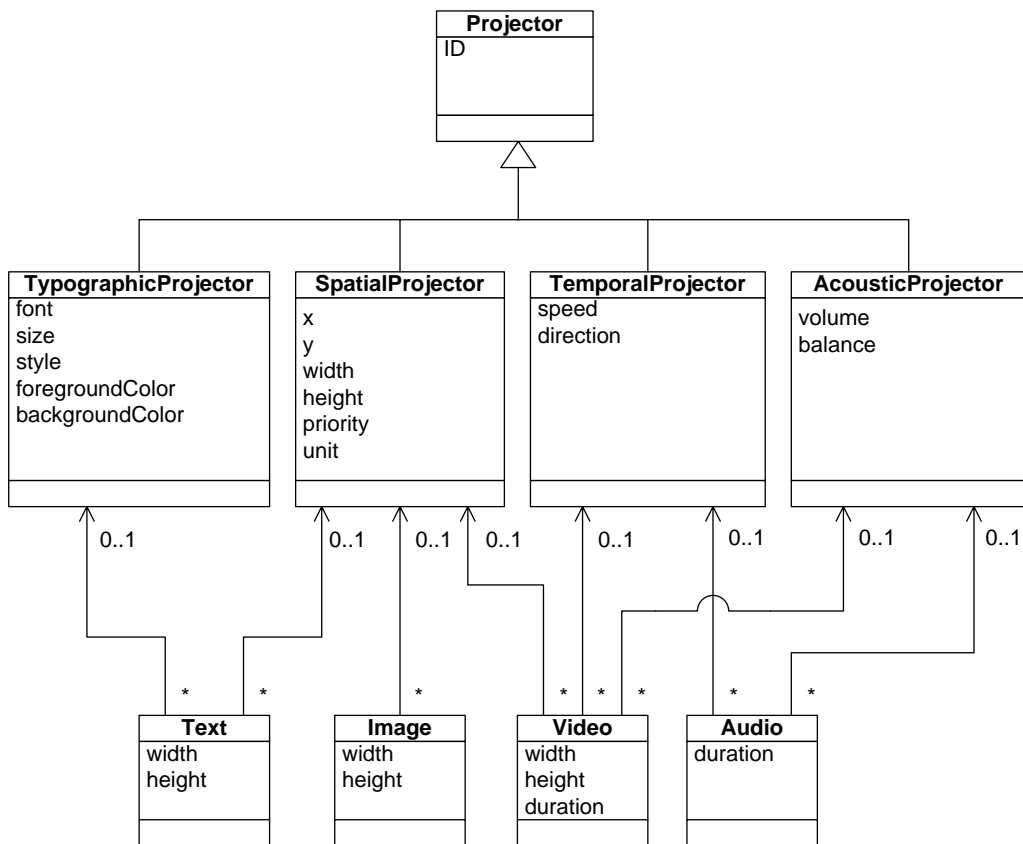 Projector
ID
TypographicProjector
font
size
style
foregroundColor
backgroundColor
SpatialProjector
x
y
width
height
priority
unit
TemporalProjector
speed
direction
AcousticProjector
volume
balance
0..1
0..1
0..1
0..1
0..1
0..1
0..1
0..1
*
*
*
*
*
*
*
*
Text
width
height
Image
width
height
Video
width
height
duration
Audio
duration